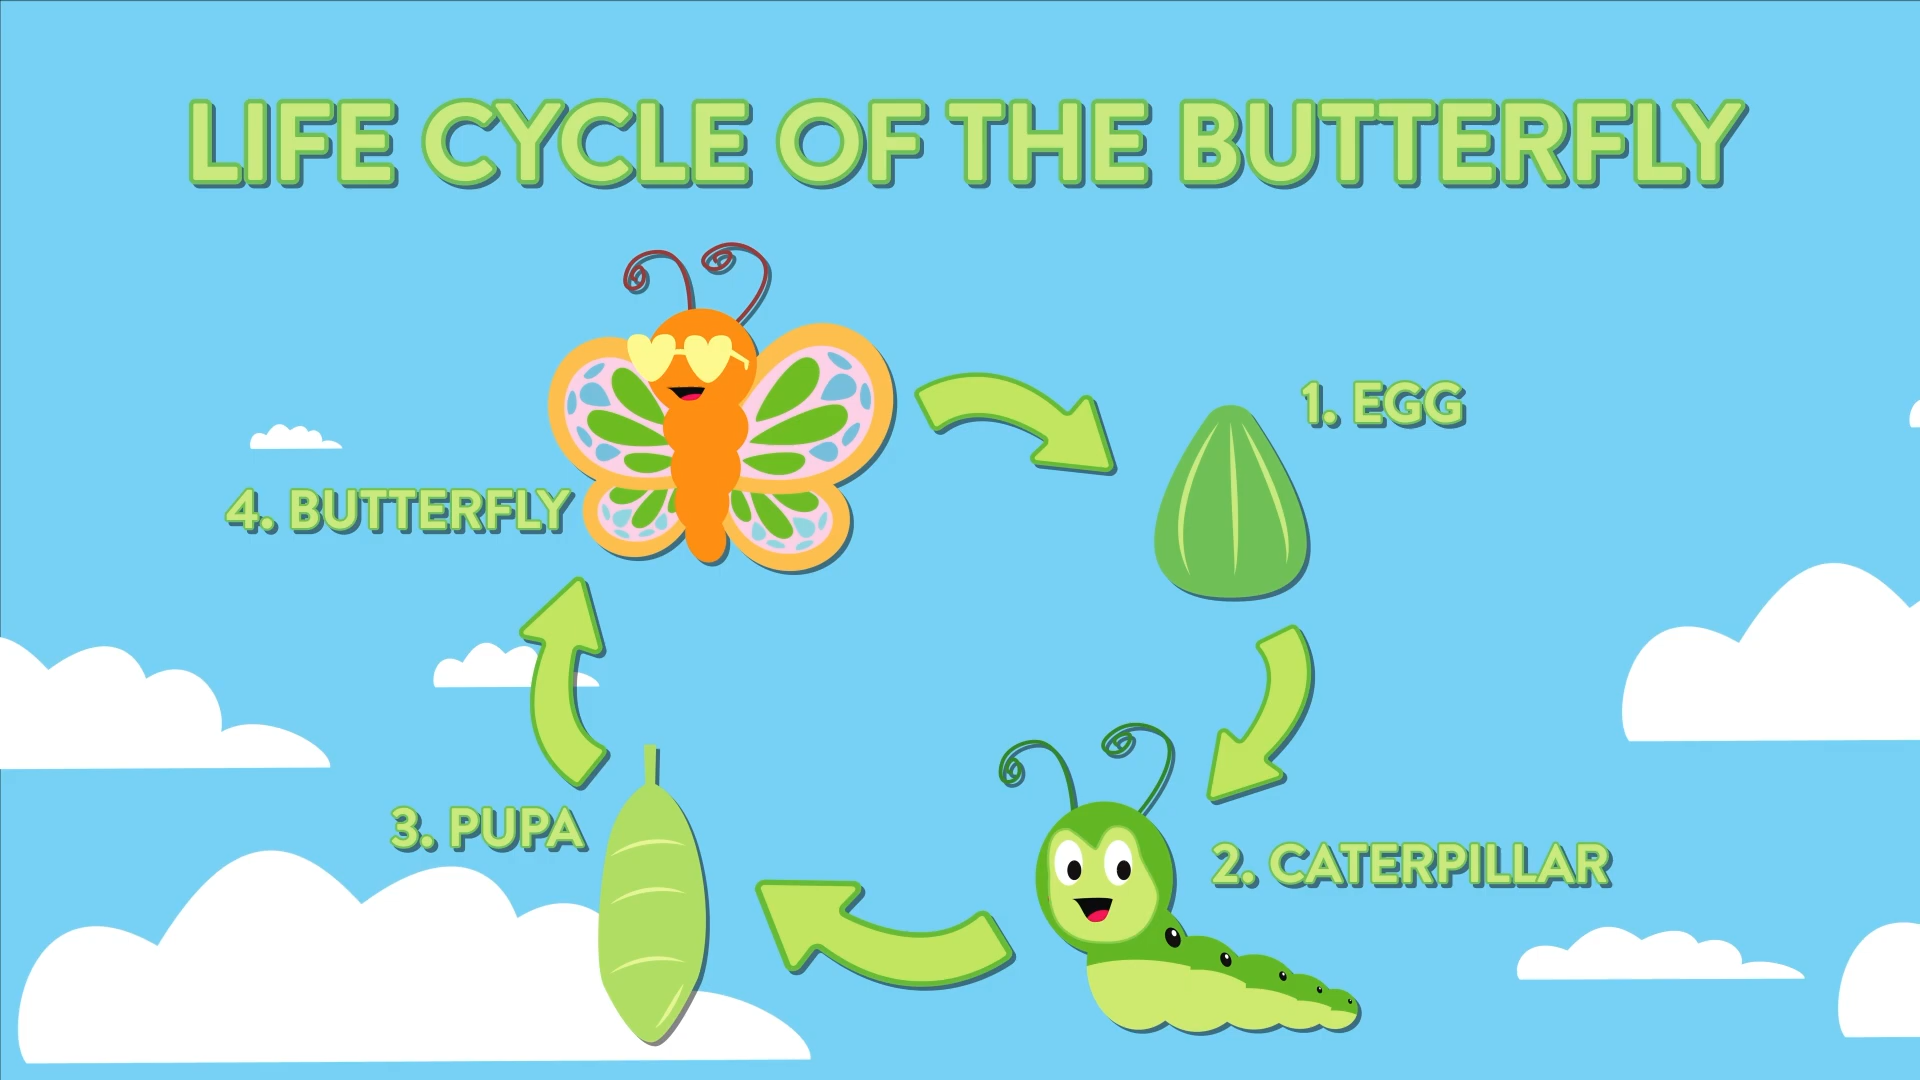 LIFE CYCLE OF THE BUTTERFLY
1. EGG
2. CATERPILLAR
3. PUPA
4. BUTTERFLY